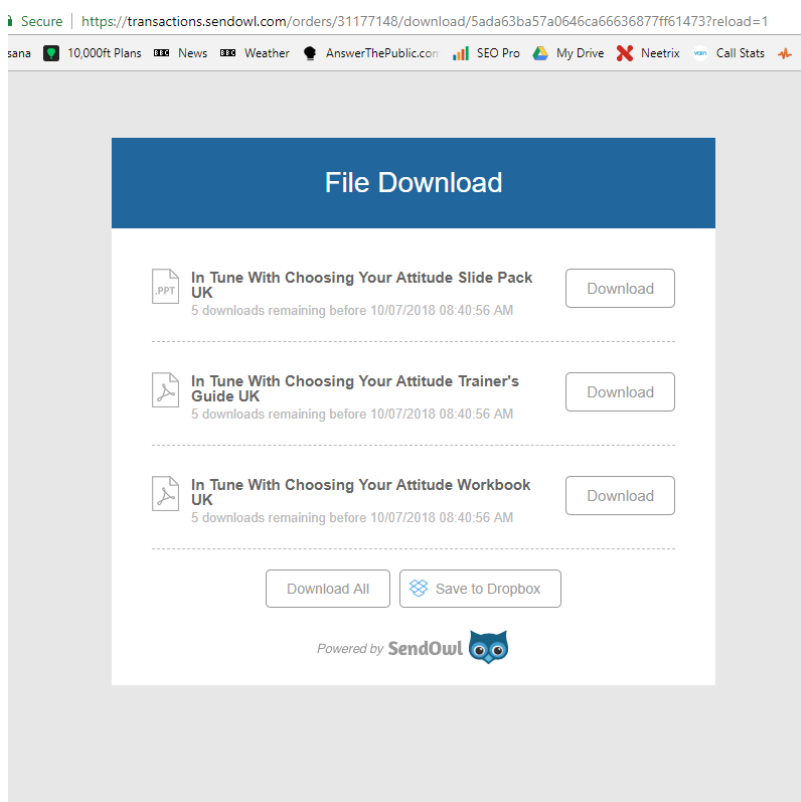 Secure | https://transactions.sendowl.com/orders/31177148/download/5ada63ba57a0646ca66636877ff61473?reload=1
sana 10,000ft Plans BBC News BBC Weather AnswerThePublic.com SEO Pro My Drive Neetrix Call Stats
File Download
.PPT In Tune With Choosing Your Attitude Slide Pack Download
UK
5 downloads remaining before 10/07/2018 08:40:56 AM
In Tune With Choosing Your Attitude Trainer's Download
Guide UK
5 downloads remaining before 10/07/2018 08:40:56 AM
In Tune With Choosing Your Attitude Workbook Download
UK
5 downloads remaining before 10/07/2018 08:40:56 AM
Download All Save to Dropbox
Powered by SendOwl